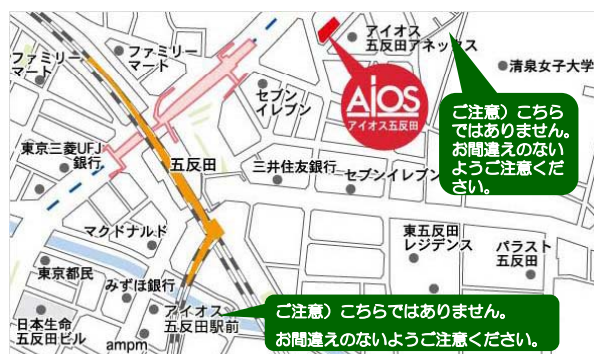 ファミリー
マート
ファミリー
マート
アイオス
五反田アネックス
清泉女子大学
セブン
イレブン
AIOS
アイオス五反田
ご注意）こちら
ではありません。
お間違えのない
ようご注意くだ
さい。
東京三菱UFJ
銀行
五反田
三井住友銀行
セブンイレブン
マクドナルド
東五反田
レジデンス
パラスト
五反田
東京都民
みずほ銀行
アイオス
五反田駅前
ご注意）こちらではありません。
お間違えのないようご注意ください。
日本生命
五反田ビル
ampm